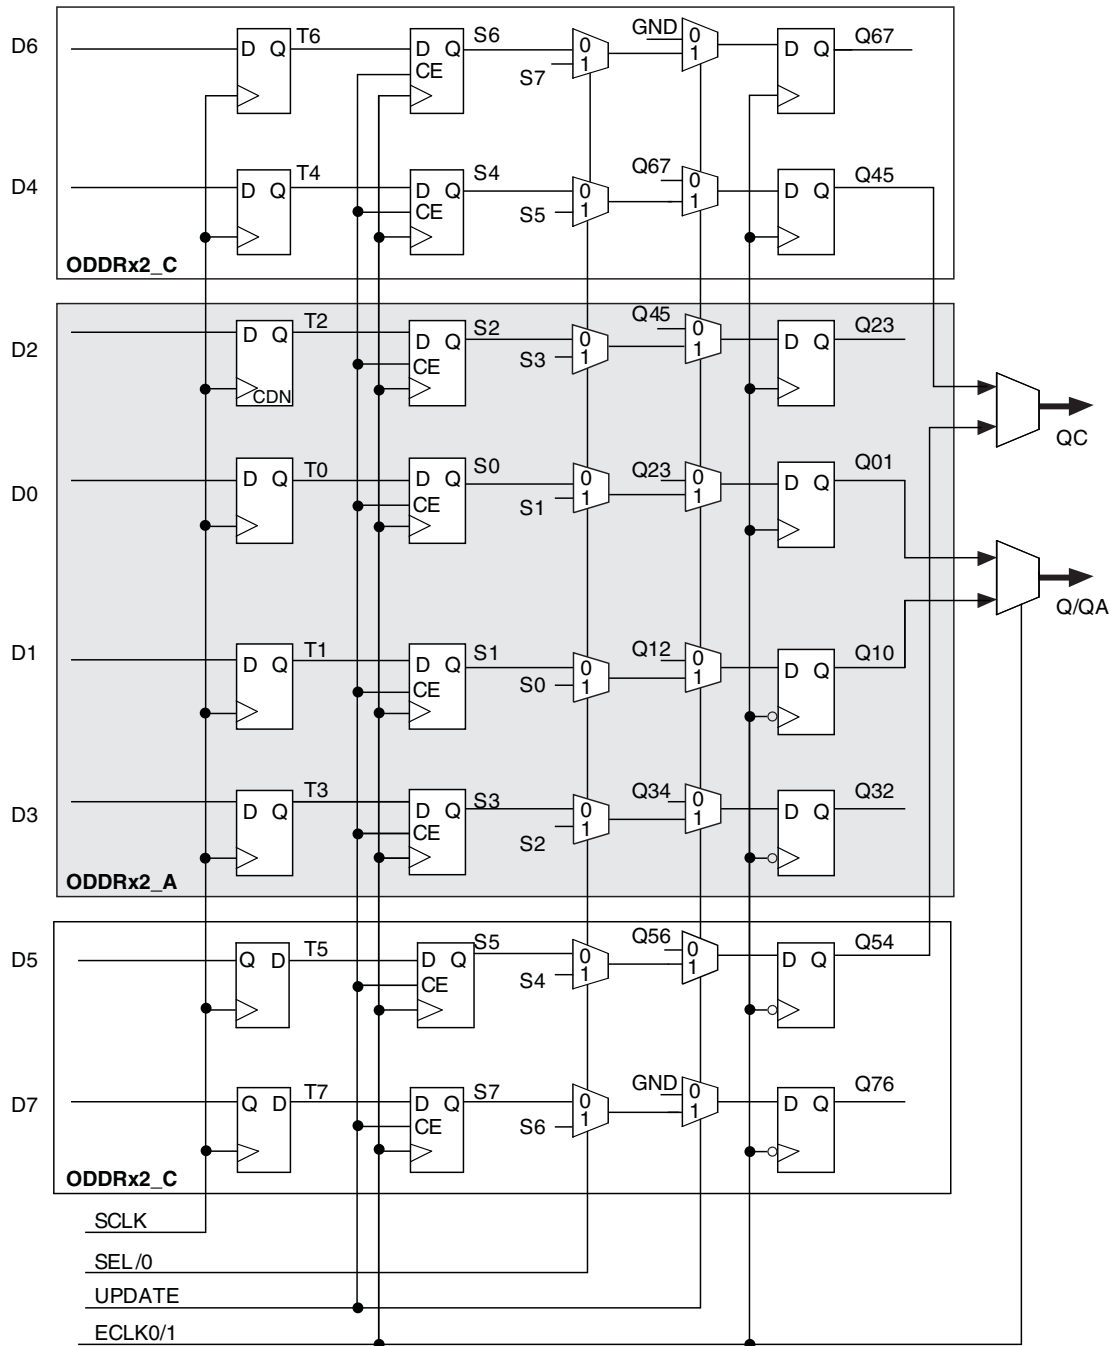 D6
D Q
T6
D Q
CE
S6
S7
0
1
GND
0
1
D Q
Q67
D4
D Q
T4
D Q
CE
S4
S5
0
1
Q67
0
1
D Q
Q45
ODDRx2_C
D2
D Q
CDN
T2
D Q
CE
S2
S3
0
1
Q45
0
1
D Q
Q23
QC
D0
D Q
T0
D Q
CE
S0
S1
0
1
Q23
0
1
D Q
Q01
Q/QA
D1
D Q
T1
D Q
CE
S1
S0
0
1
Q12
0
1
D Q
Q10
D3
D Q
T3
D Q
CE
S3
S2
0
1
Q34
0
1
D Q
Q32
ODDRx2_A
D5
Q D
T5
D Q
CE
S5
S4
0
1
Q56
0
1
D Q
Q54
D7
Q D
T7
D Q
CE
S7
S6
0
1
GND
0
1
D Q
Q76
ODDRx2_C
SCLK
SEL/0
UPDATE
ECLK0/1